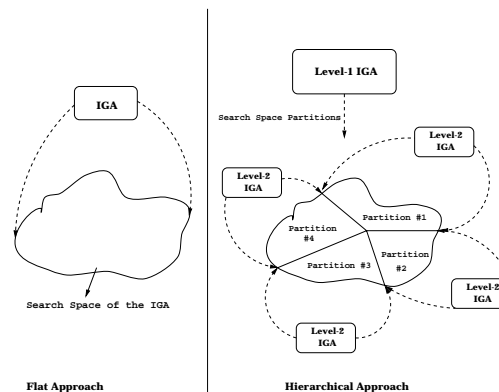 IGA
Search Space of the IGA
Flat Approach
Level-1 IGA
Search Space Partitions
Level-2
IGA
Level-2
IGA
Partition #1
Partition
#4
Partition
#2
Partition #3
Level-2
IGA
Level-2
IGA
Hierarchical Approach